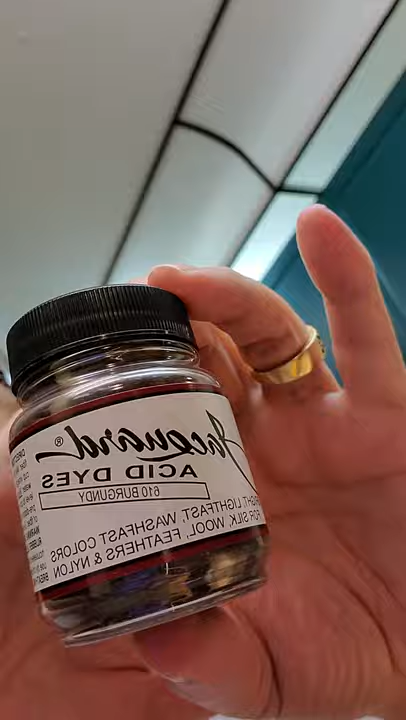 Jacquard®
ACID DYES
610 BURGUNDY
BRIGHT, LIGHTFAST, WASHFAST COLORS
FOR SILK, WOOL, FEATHERS & NYLON